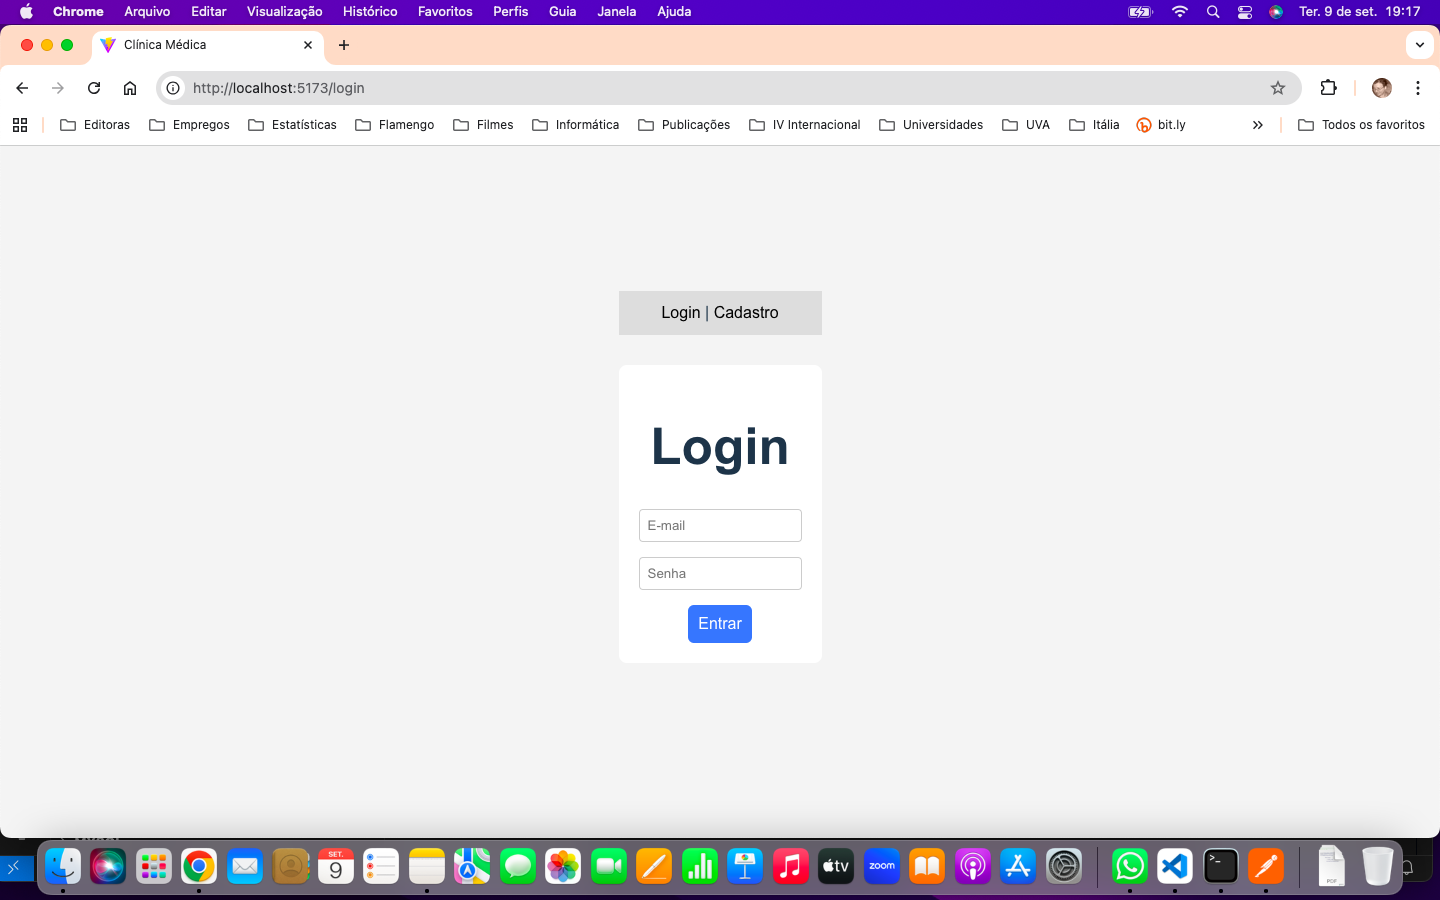 Chrome Arquivo Editar Visualização Histórico Favoritos Perfis Guia Janela Ajuda Ter. 9 de set. 19:17
Clínica Médica
http://localhost:5173/login
Editoras Empregos Estatísticas Flamengo Filmes Informática Publicações IV Internacional Universidades UVA Itália bit.ly Todos os favoritos
Login | Cadastro
Login
E-mail
Senha
Entrar
SET.
9
tv
zoom
PDF